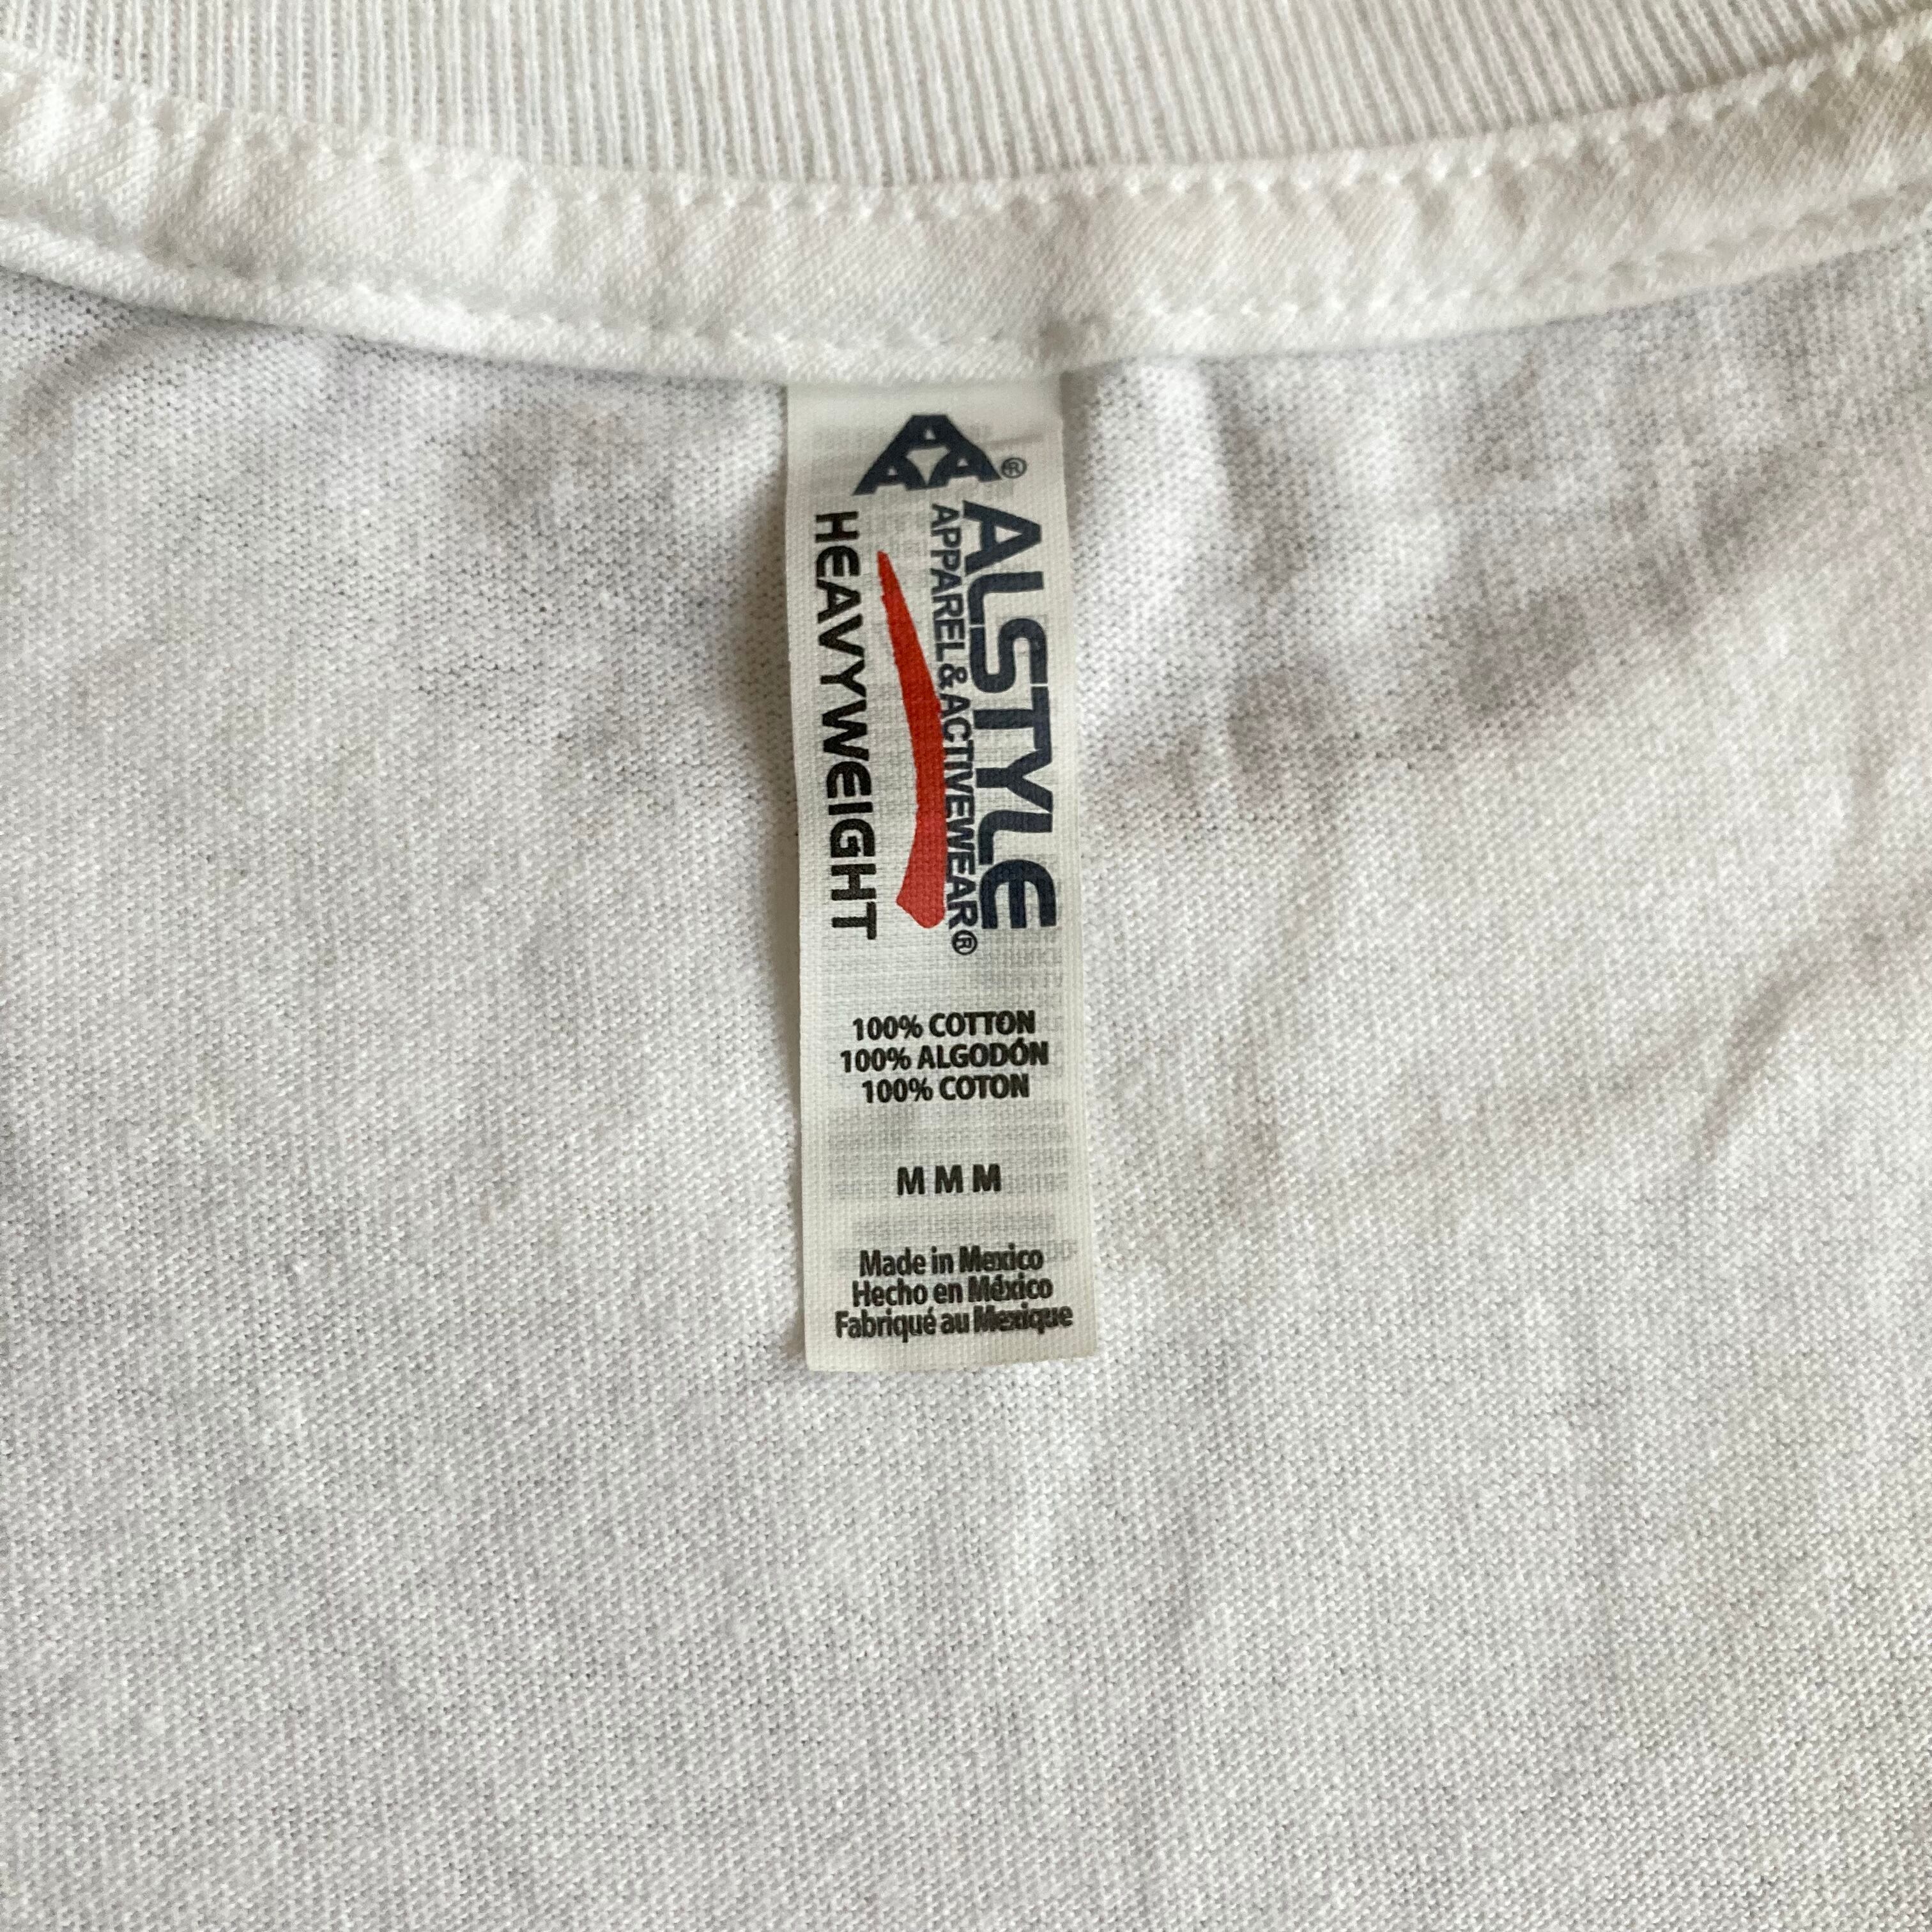 AAA®
ALSTYLE
APPAREL & ACTIVEWEAR®
HEAVYWEIGHT
100% COTTON
100% ALGODÓN
100% COTON
M M M
Made in Mexico
Hecho en México
Fabriqué au Mexique